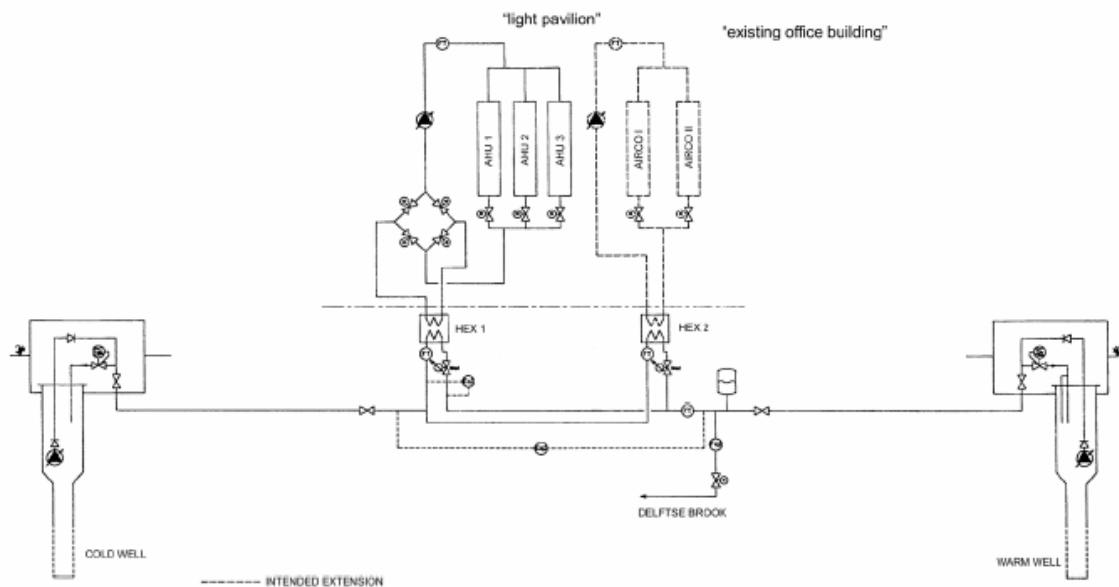 "light pavilion"
"existing office building"
AHU 1
AHU 2
AHU 3
AIRCO I
AIRCO II
HEX 1
HEX 2
DELFTSE BROOK
COLD WELL
WARM WELL
INTENDED EXTENSION